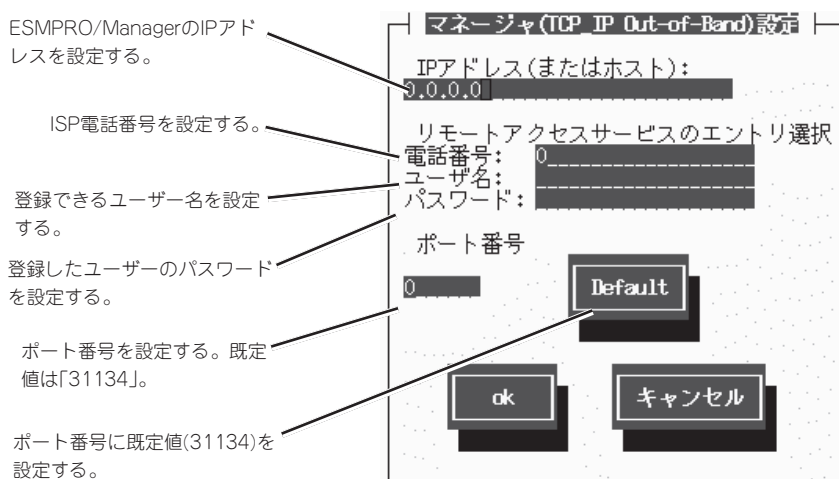 ESMPRO/ManagerのIPアド
レスを設定する。
ISP電話番号を設定する。
登録できるユーザー名を設定
する。
登録したユーザーのパスワード
を設定する。
ポート番号を設定する。既定
値は「31134」。
ポート番号に既定値(31134)を
設定する。
マネージャ(TCP_IP Out-of-Band)設定
IPアドレス(またはホスト):
0.0.0.0
リモートアクセスサービスのエントリ選択
電話番号: 0
ユーザ名:
パスワード:
ポート番号
0
Default
ok
キャンセル